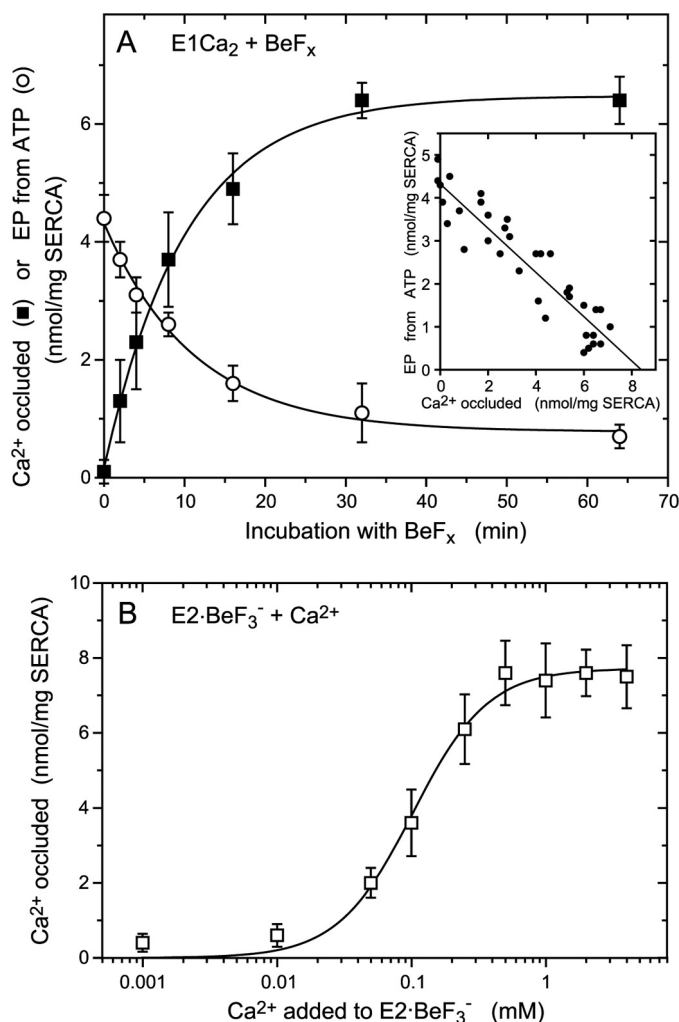 A E1Ca₂ + BeFₓ
Ca²⁺ occluded (■) or EP from ATP (○)
(nmol/mg SERCA)
6
4
2
0
0 10 20 30 40 50 60 70
Incubation with BeFₓ (min)
EP from ATP (nmol/mg SERCA)
5
4
3
2
1
0
0 2 4 6 8
Ca²⁺ occluded (nmol/mg SERCA)
B E2·BeF₃⁻ + Ca²⁺
Ca²⁺ occluded (nmol/mg SERCA)
10
8
6
4
2
0
0.001 0.01 0.1 1
Ca²⁺ added to E2·BeF₃⁻ (mM)